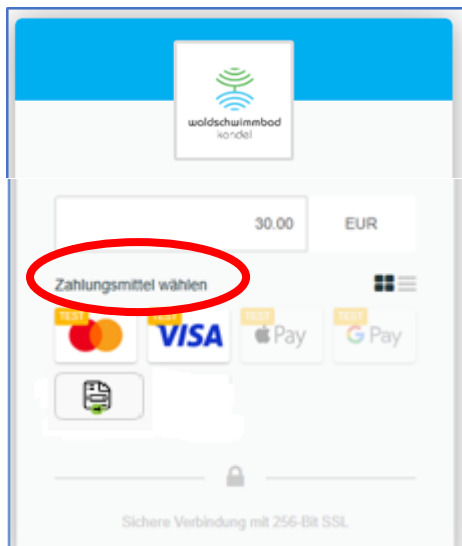 waldschwimmbad
kandel
30.00 EUR
Zahlungsmittel wählen
TEST TEST TEST TEST
VISA Pay G Pay
Sichere Verbindung mit 256-Bit SSL